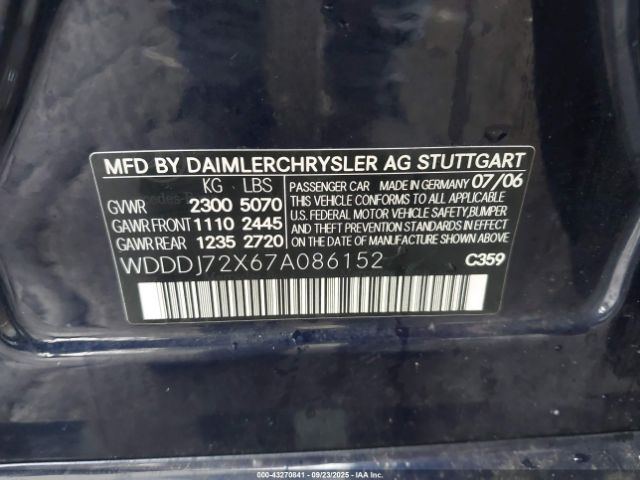 MFD BY DAIMLERCHRYSLER AG STUTTGART
KG LBS
GVWR 2300 5070
GAWR FRONT 1110 2445
GAWR REAR 1235 2720
PASSENGER CAR MADE IN GERMANY 07/06
THIS VEHICLE CONFORMS TO ALL APPLICABLE
U.S. FEDERAL MOTOR VEHICLE SAFETY,BUMPER
AND THEFT PREVENTION STANDARDS IN EFFECT
ON THE DATE OF MANUFACTURE SHOWN ABOVE.
WDDDJ72X67A086152
C359
000-43270841 - 09/23/2025 - © IAA, Inc.